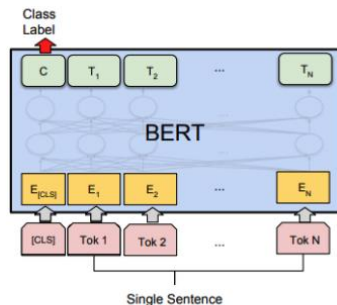 Class
Label
C T1 T2 ... TN
BERT
E[CLS] E1 E2 ... EN
[CLS] Tok 1 Tok 2 ... Tok N
Single Sentence